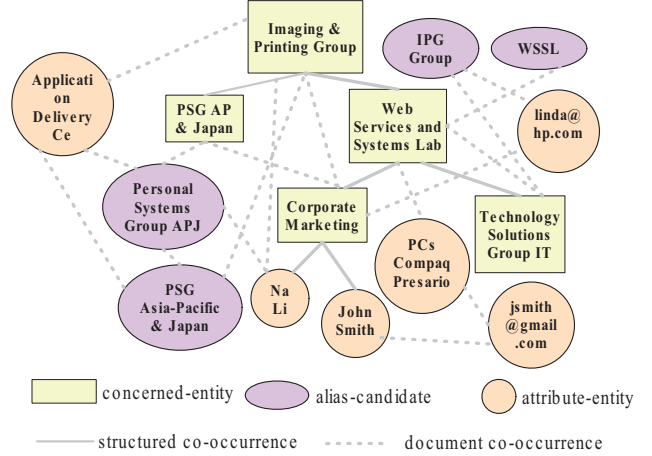 Imaging &
Printing Group
IPG
Group
WSSL
Applicati
on
Delivery
Ce
PSG AP
& Japan
Web
Services and
Systems Lab
linda@
hp.com
Personal
Systems
Group APJ
Corporate
Marketing
Technology
Solutions
Group IT
PCs
Compaq
Presario
PSG
Asia-Pacific
& Japan
Na
Li
John
Smith
jsmith
@gmail
.com
concerned-entity
alias-candidate
attribute-entity
structured co-occurrence
document co-occurrence